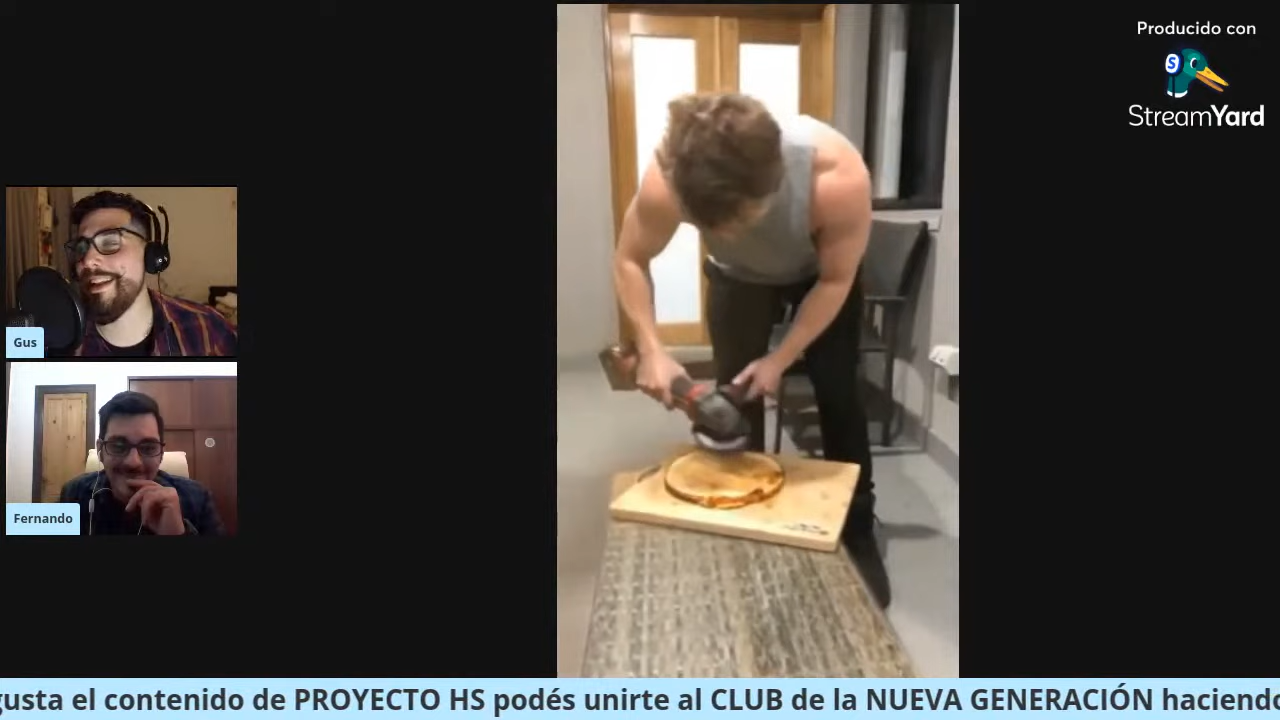 Producido con
StreamYard
Gus
Fernando
gusta el contenido de PROYECTO HS podés unirte al CLUB de la NUEVA GENERACIÓN haciendo